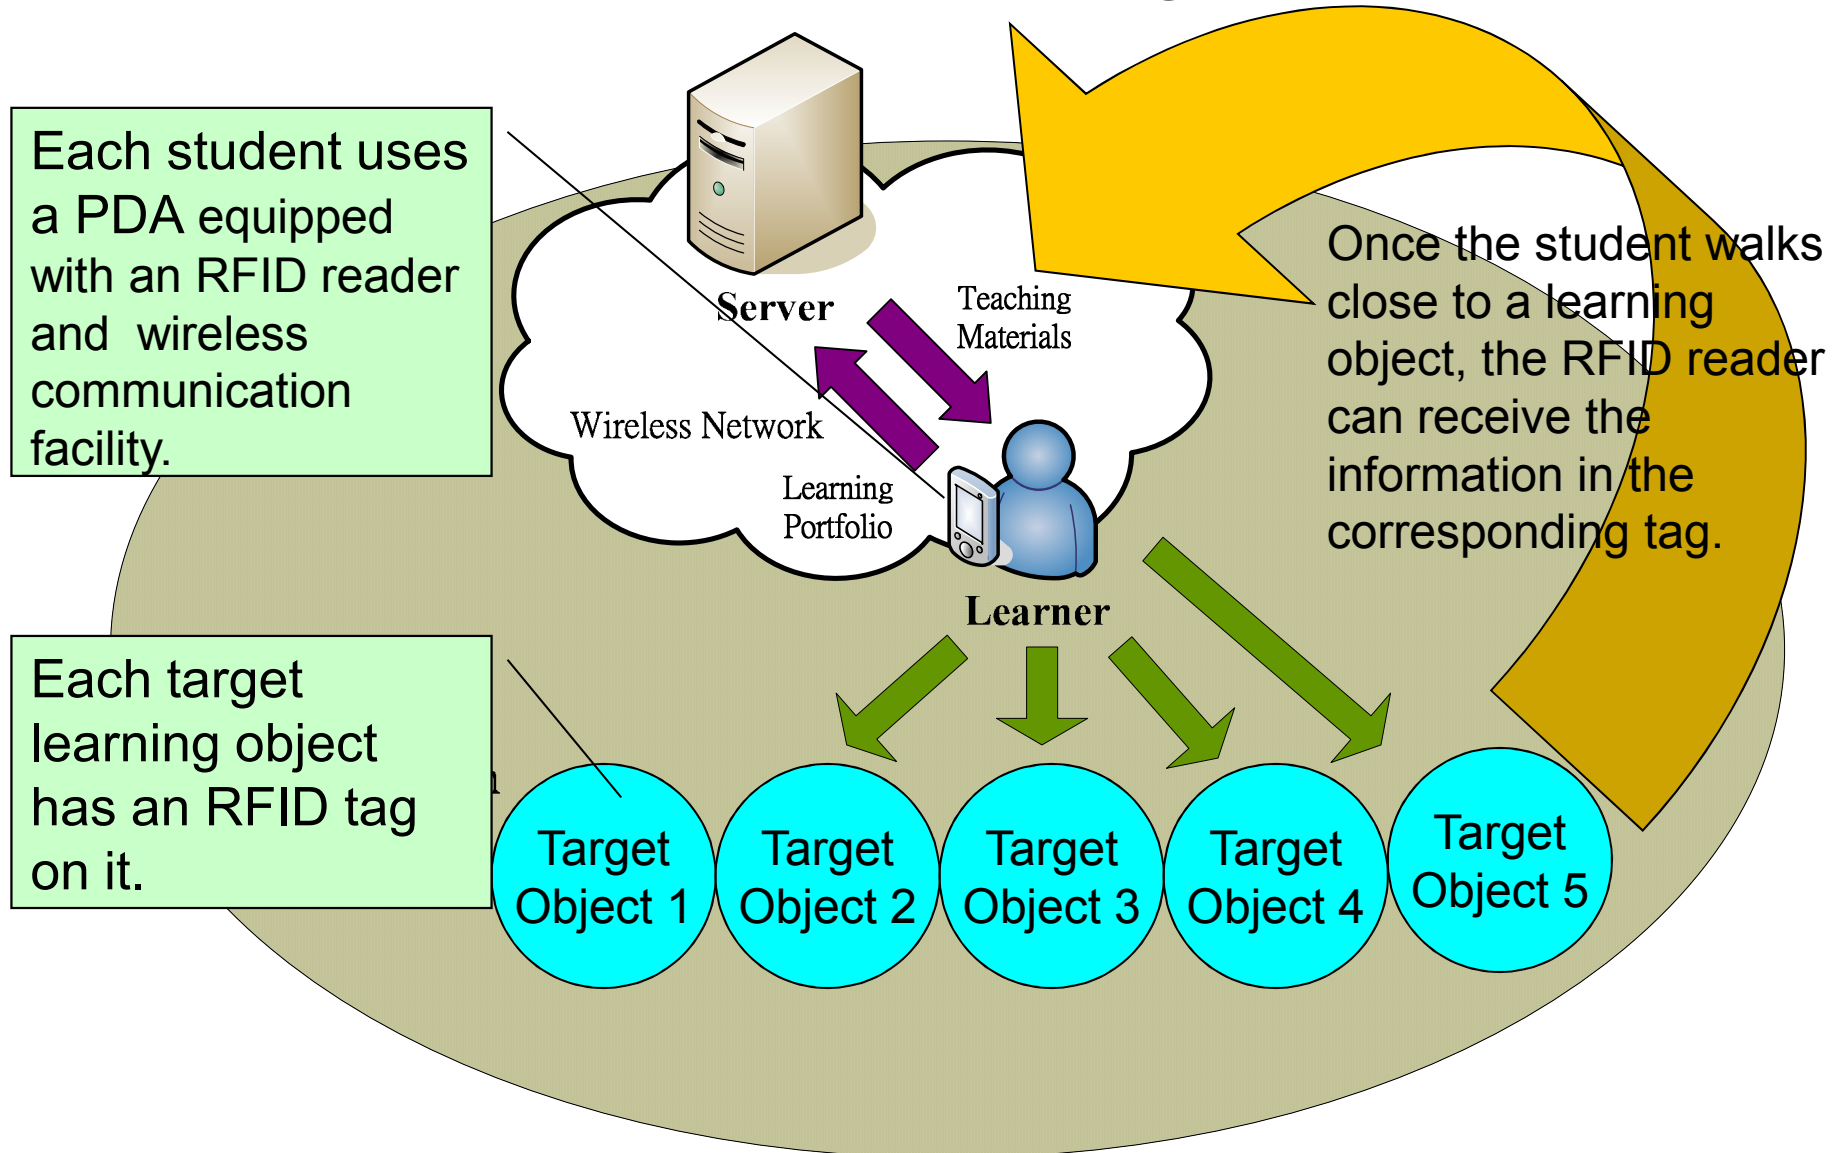 Each student uses
a PDA equipped
with an RFID reader
and wireless
communication
facility.
Server
Teaching
Materials
Wireless Network
Learning
Portfolio
Learner
Once the student walks
close to a learning
object, the RFID reader
can receive the
information in the
corresponding tag.
Each target
learning object
has an RFID tag
on it.
Target
Object 1
Target
Object 2
Target
Object 3
Target
Object 4
Target
Object 5